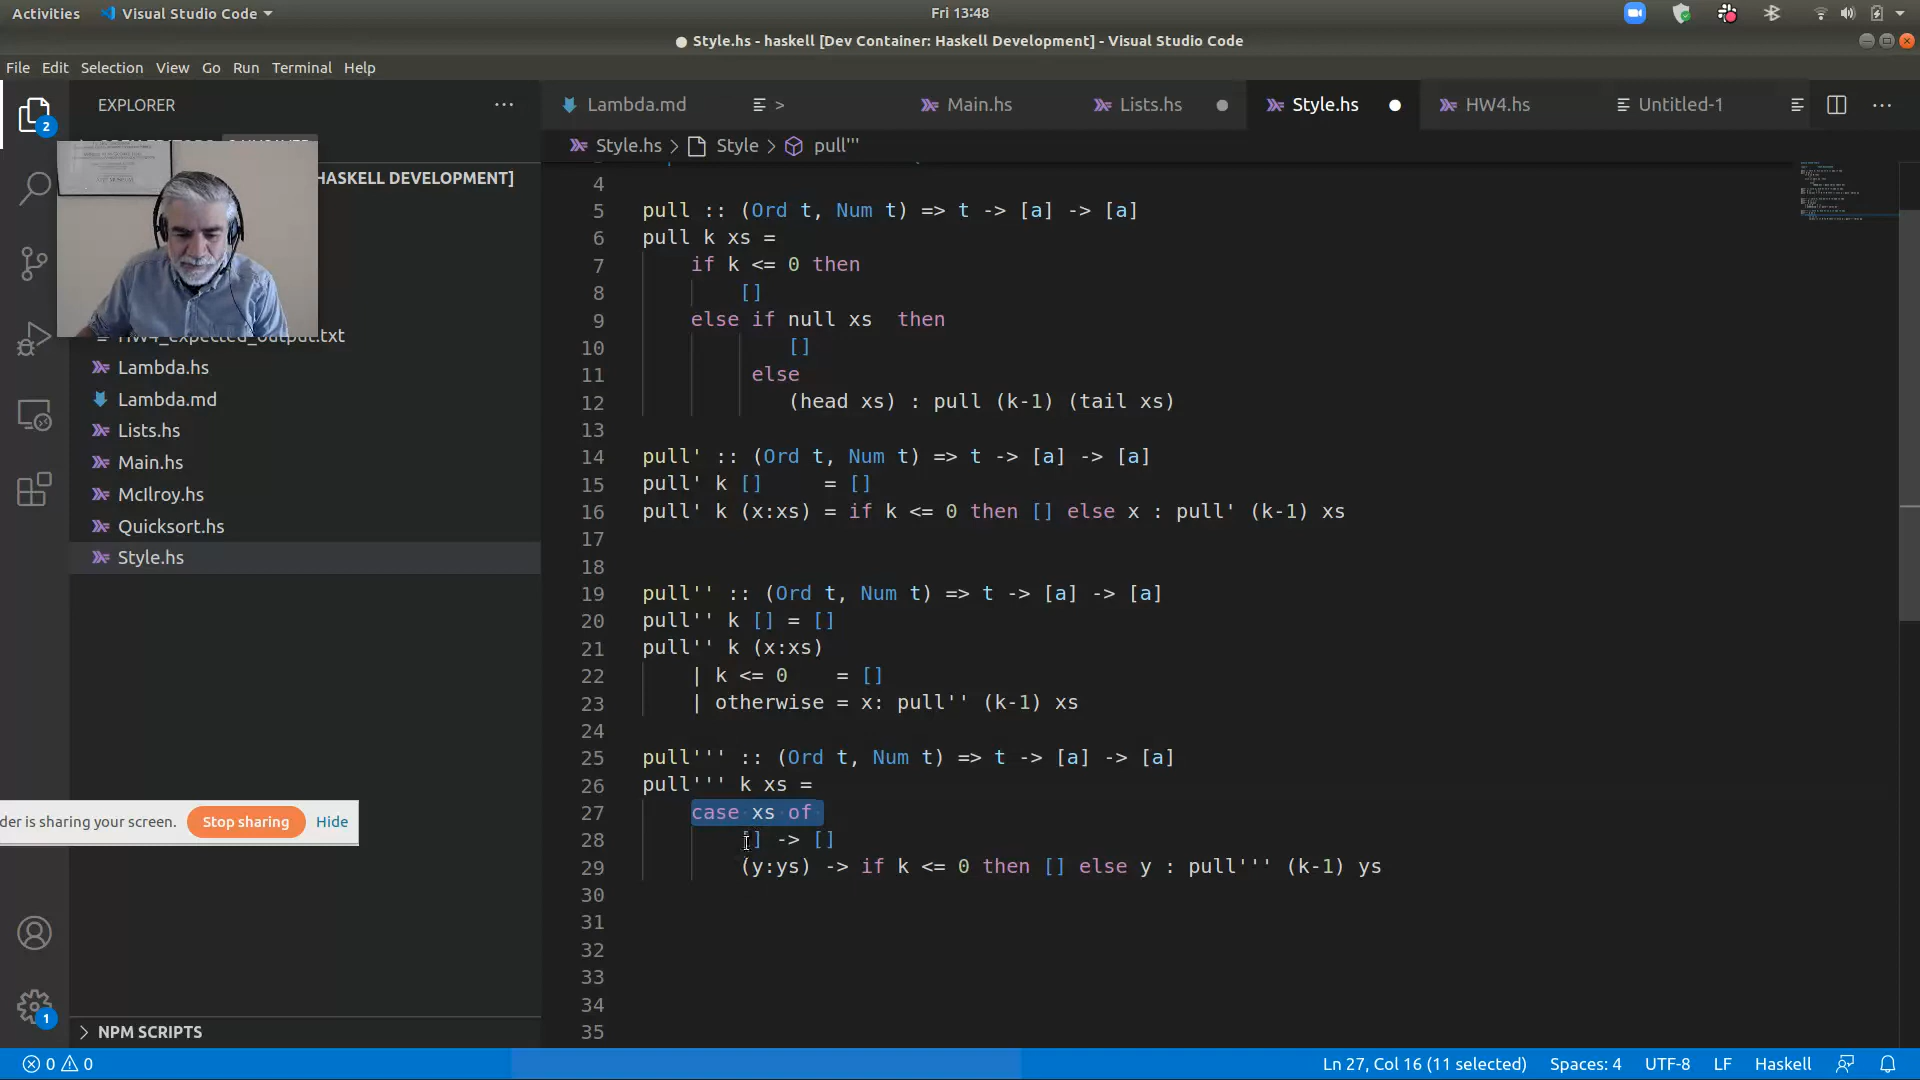 Activities Visual Studio Code Fri 13:48
● Style.hs - haskell [Dev Container: Haskell Development] - Visual Studio Code
File Edit Selection View Go Run Terminal Help
EXPLORER ···
Lambda.md > Main.hs Lists.hs Style.hs HW4.hs Untitled-1 ···
Style.hs > Style > pull'''
HASKELL DEVELOPMENT]
HW4_expected_output.txt
Lambda.hs
Lambda.md
Lists.hs
Main.hs
McIlroy.hs
Quicksort.hs
Style.hs
der is sharing your screen. Stop sharing Hide
NPM SCRIPTS
4
5 pull :: (Ord t, Num t) => t -> [a] -> [a]
6 pull k xs =
7 if k <= 0 then
8 []
9 else if null xs then
10 []
11 else
12 (head xs) : pull (k-1) (tail xs)
13
14 pull' :: (Ord t, Num t) => t -> [a] -> [a]
15 pull' k [] = []
16 pull' k (x:xs) = if k <= 0 then [] else x : pull' (k-1) xs
17
18
19 pull'' :: (Ord t, Num t) => t -> [a] -> [a]
20 pull'' k [] = []
21 pull'' k (x:xs)
22 | k <= 0 = []
23 | otherwise = x: pull'' (k-1) xs
24
25 pull''' :: (Ord t, Num t) => t -> [a] -> [a]
26 pull''' k xs =
27 case xs of
28 [] -> []
29 (y:ys) -> if k <= 0 then [] else y : pull''' (k-1) ys
30
31
32
33
34
35
2
1
0 0 Ln 27, Col 16 (11 selected) Spaces: 4 UTF-8 LF Haskell